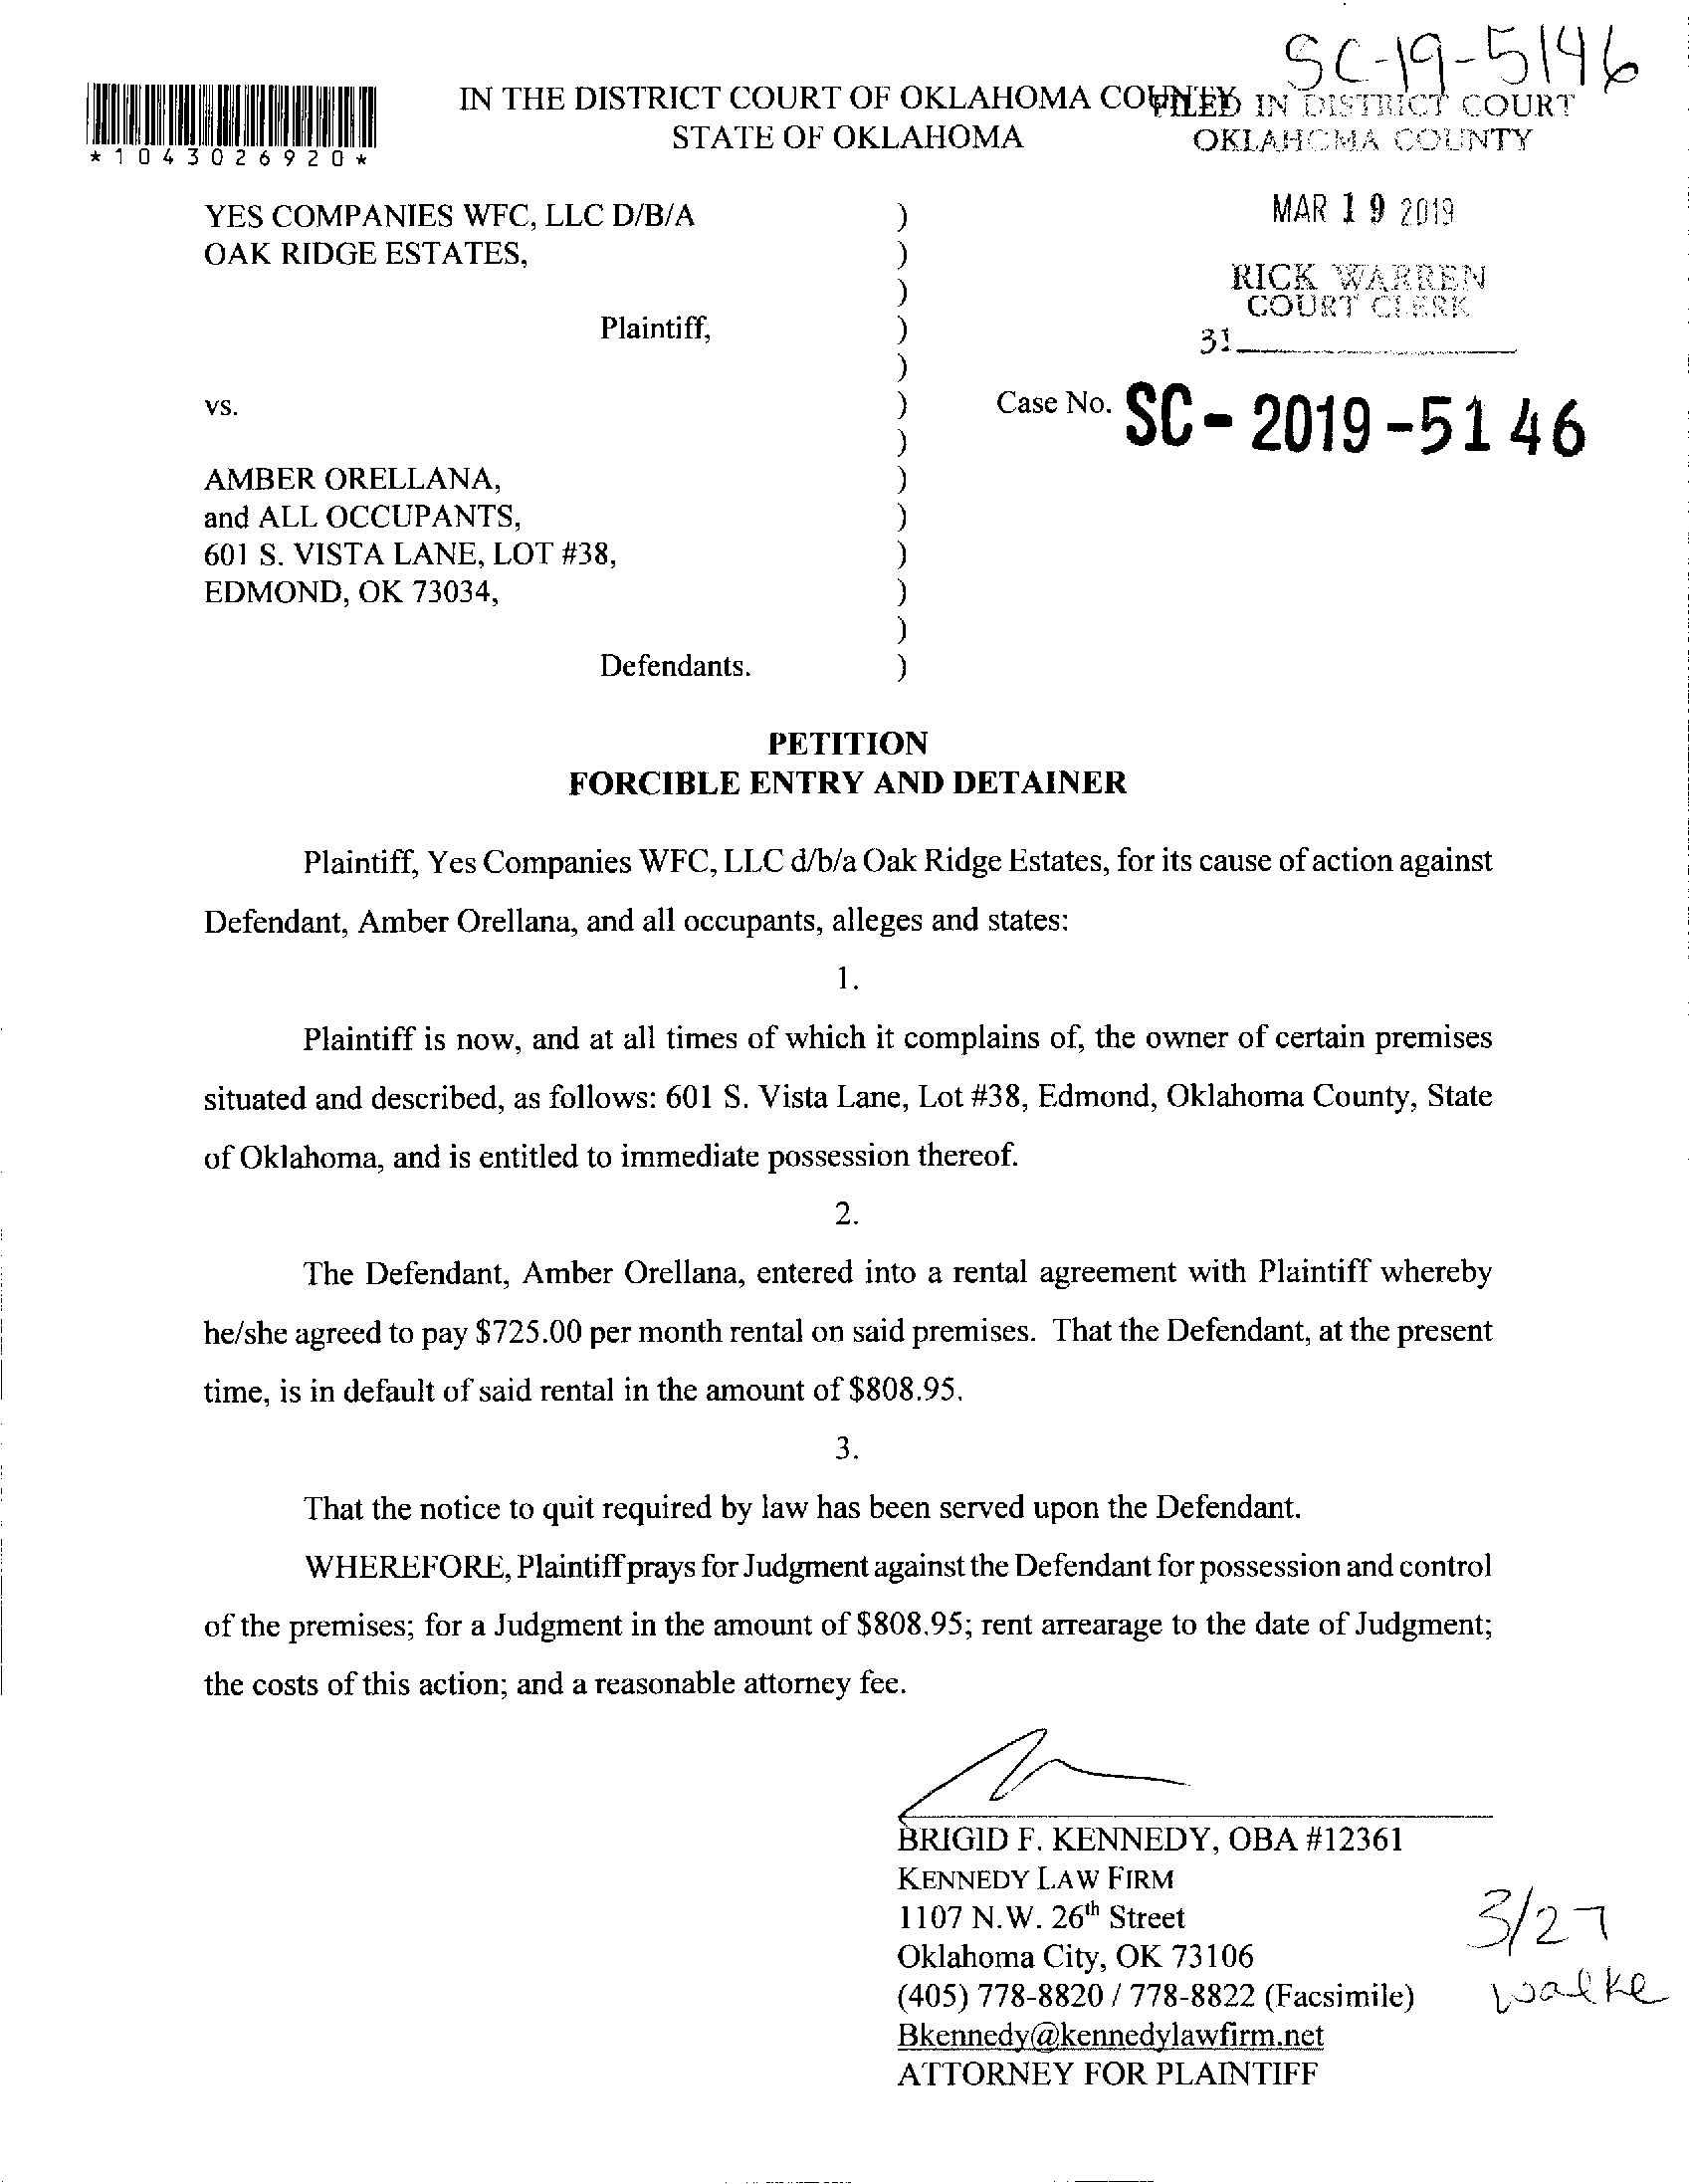 SC-19-5146
*1043026920*
IN THE DISTRICT COURT OF OKLAHOMA COUNTY
STATE OF OKLAHOMA
FILED IN DISTRICT COURT
OKLAHOMA COUNTY
MAR 19 2019
RICK WARREN
COURT CLERK
31
YES COMPANIES WFC, LLC D/B/A )
OAK RIDGE ESTATES, )
)
Plaintiff, )
)
vs. ) Case No. SC-2019-5146
)
AMBER ORELLANA, )
and ALL OCCUPANTS, )
601 S. VISTA LANE, LOT #38, )
EDMOND, OK 73034, )
)
Defendants. )
PETITION
FORCIBLE ENTRY AND DETAINER
Plaintiff, Yes Companies WFC, LLC d/b/a Oak Ridge Estates, for its cause of action against
Defendant, Amber Orellana, and all occupants, alleges and states:
1.
Plaintiff is now, and at all times of which it complains of, the owner of certain premises
situated and described, as follows: 601 S. Vista Lane, Lot #38, Edmond, Oklahoma County, State
of Oklahoma, and is entitled to immediate possession thereof.
2.
The Defendant, Amber Orellana, entered into a rental agreement with Plaintiff whereby
he/she agreed to pay $725.00 per month rental on said premises. That the Defendant, at the present
time, is in default of said rental in the amount of $808.95.
3.
That the notice to quit required by law has been served upon the Defendant.
WHEREFORE, Plaintiff prays for Judgment against the Defendant for possession and control
of the premises; for a Judgment in the amount of $808.95; rent arrearage to the date of Judgment;
the costs of this action; and a reasonable attorney fee.
BRIGID F. KENNEDY, OBA #12361
KENNEDY LAW FIRM
1107 N.W. 26th Street
Oklahoma City, OK 73106
(405) 778-8820 / 778-8822 (Facsimile)
Bkennedy@kennedylawfirm.net
ATTORNEY FOR PLAINTIFF
3/27
walke